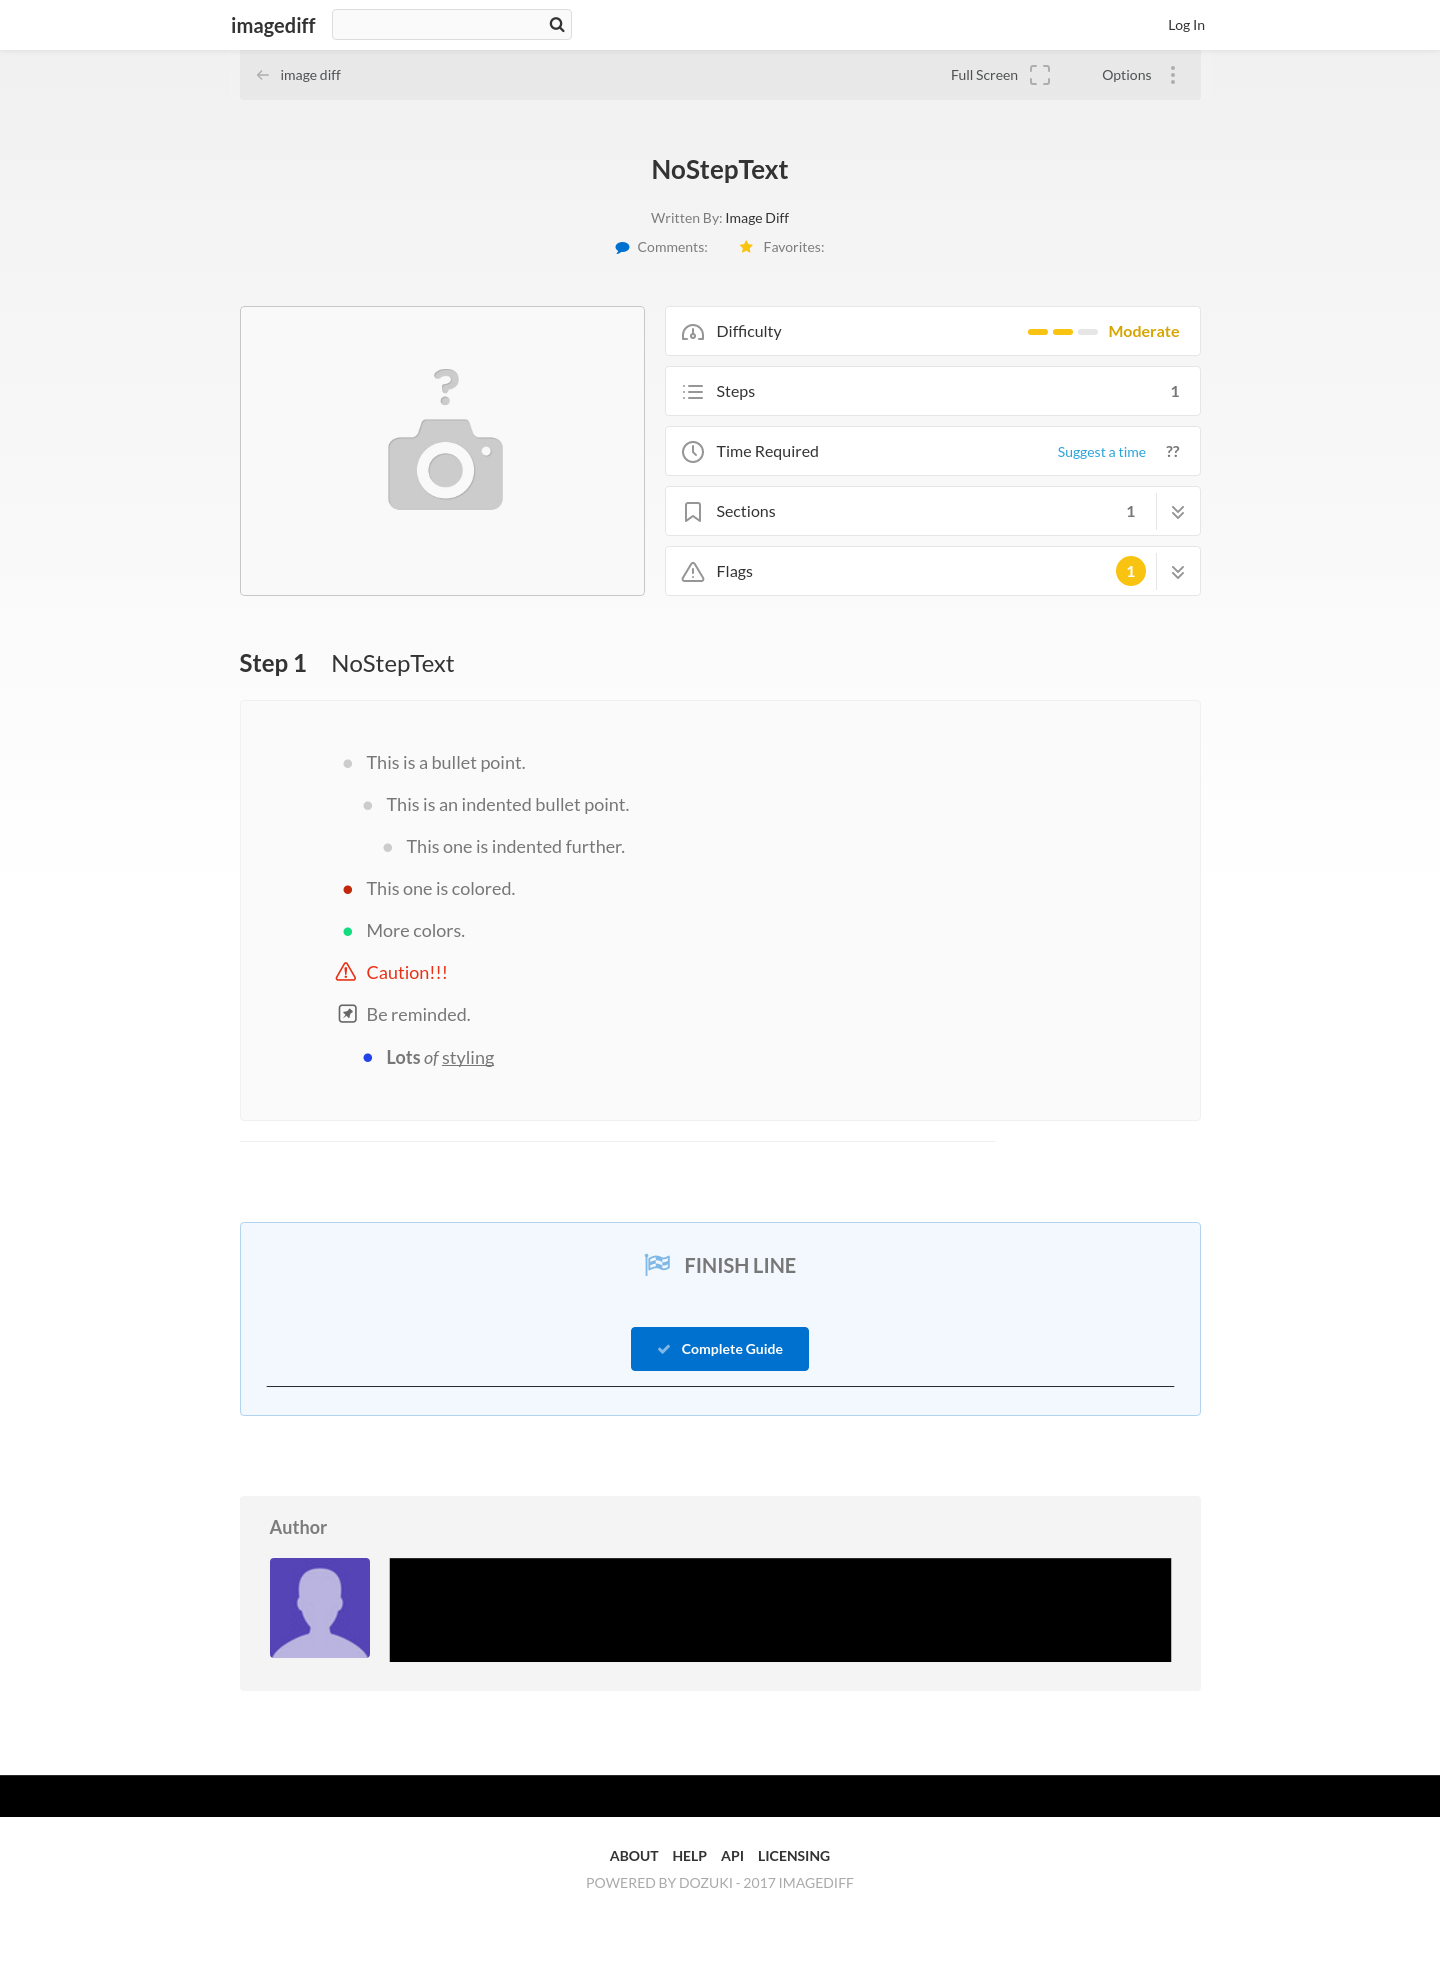 imagediff
Log In
image diff
Full Screen
Options
NoStepText
Written By: Image Diff
Comments:
Favorites:
?
Difficulty
Moderate
Steps
1
Time Required
Suggest a time
??
Sections
1
Flags
1
Step 1 NoStepText
This is a bullet point.
This is an indented bullet point.
This one is indented further.
This one is colored.
More colors.
Caution!!!
Be reminded.
Lots of styling
FINISH LINE
Complete Guide
Author
ABOUT HELP API LICENSING
POWERED BY DOZUKI - 2017 IMAGEDIFF